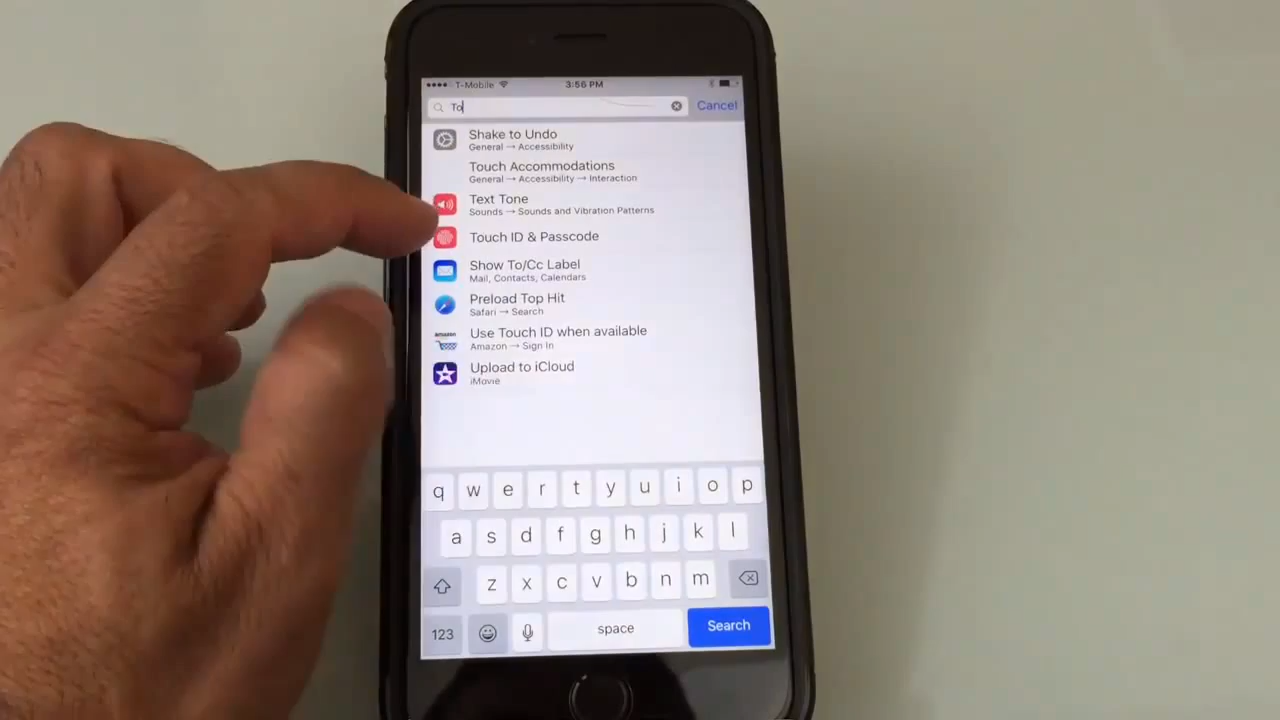 T-Mobile 3:56 PM
To Cancel
Shake to Undo
General → Accessibility
Touch Accommodations
General → Accessibility → Interaction
Text Tone
Sounds → Sounds and Vibration Patterns
Touch ID & Passcode
Show To/Cc Label
Mail, Contacts, Calendars
Preload Top Hit
Safari → Search
amazon
Use Touch ID when available
Amazon → Sign In
Upload to iCloud
iMovie
q w e r t y u i o p
a s d f g h j k l
z x c v b n m
123 space Search